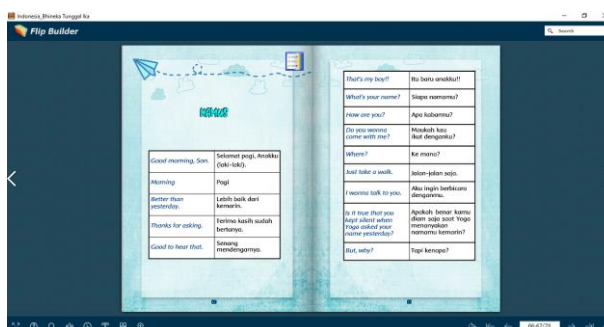 Indonesia_Bhineka Tunggal Ika
Flip Builder
Search
KAMUS
Good morning, Son.
Selamat pagi, Anakku
(laki-laki).
Morning
Pagi
Better than
yesterday.
Lebih baik dari
kemarin.
Thanks for asking.
Terima kasih sudah
bertanya.
Good to hear that.
Senang
mendengarnya.
That's my boy!!
Itu baru anakku!!
What's your name?
Siapa namamu?
How are you?
Apa kabarmu?
Do you wanna
come with me?
Maukah kau
ikut denganku?
Where?
Ke mana?
Just take a walk.
Jalan-jalan saja.
I wanna talk to you.
Aku ingin berbicara
denganmu.
Is it true that you
kept silent when
Yoga asked your
name yesterday?
Apakah benar kamu
diam saja saat Yoga
menanyakan
namamu kemarin?
But, why?
Tapi kenapa?
66-67/76